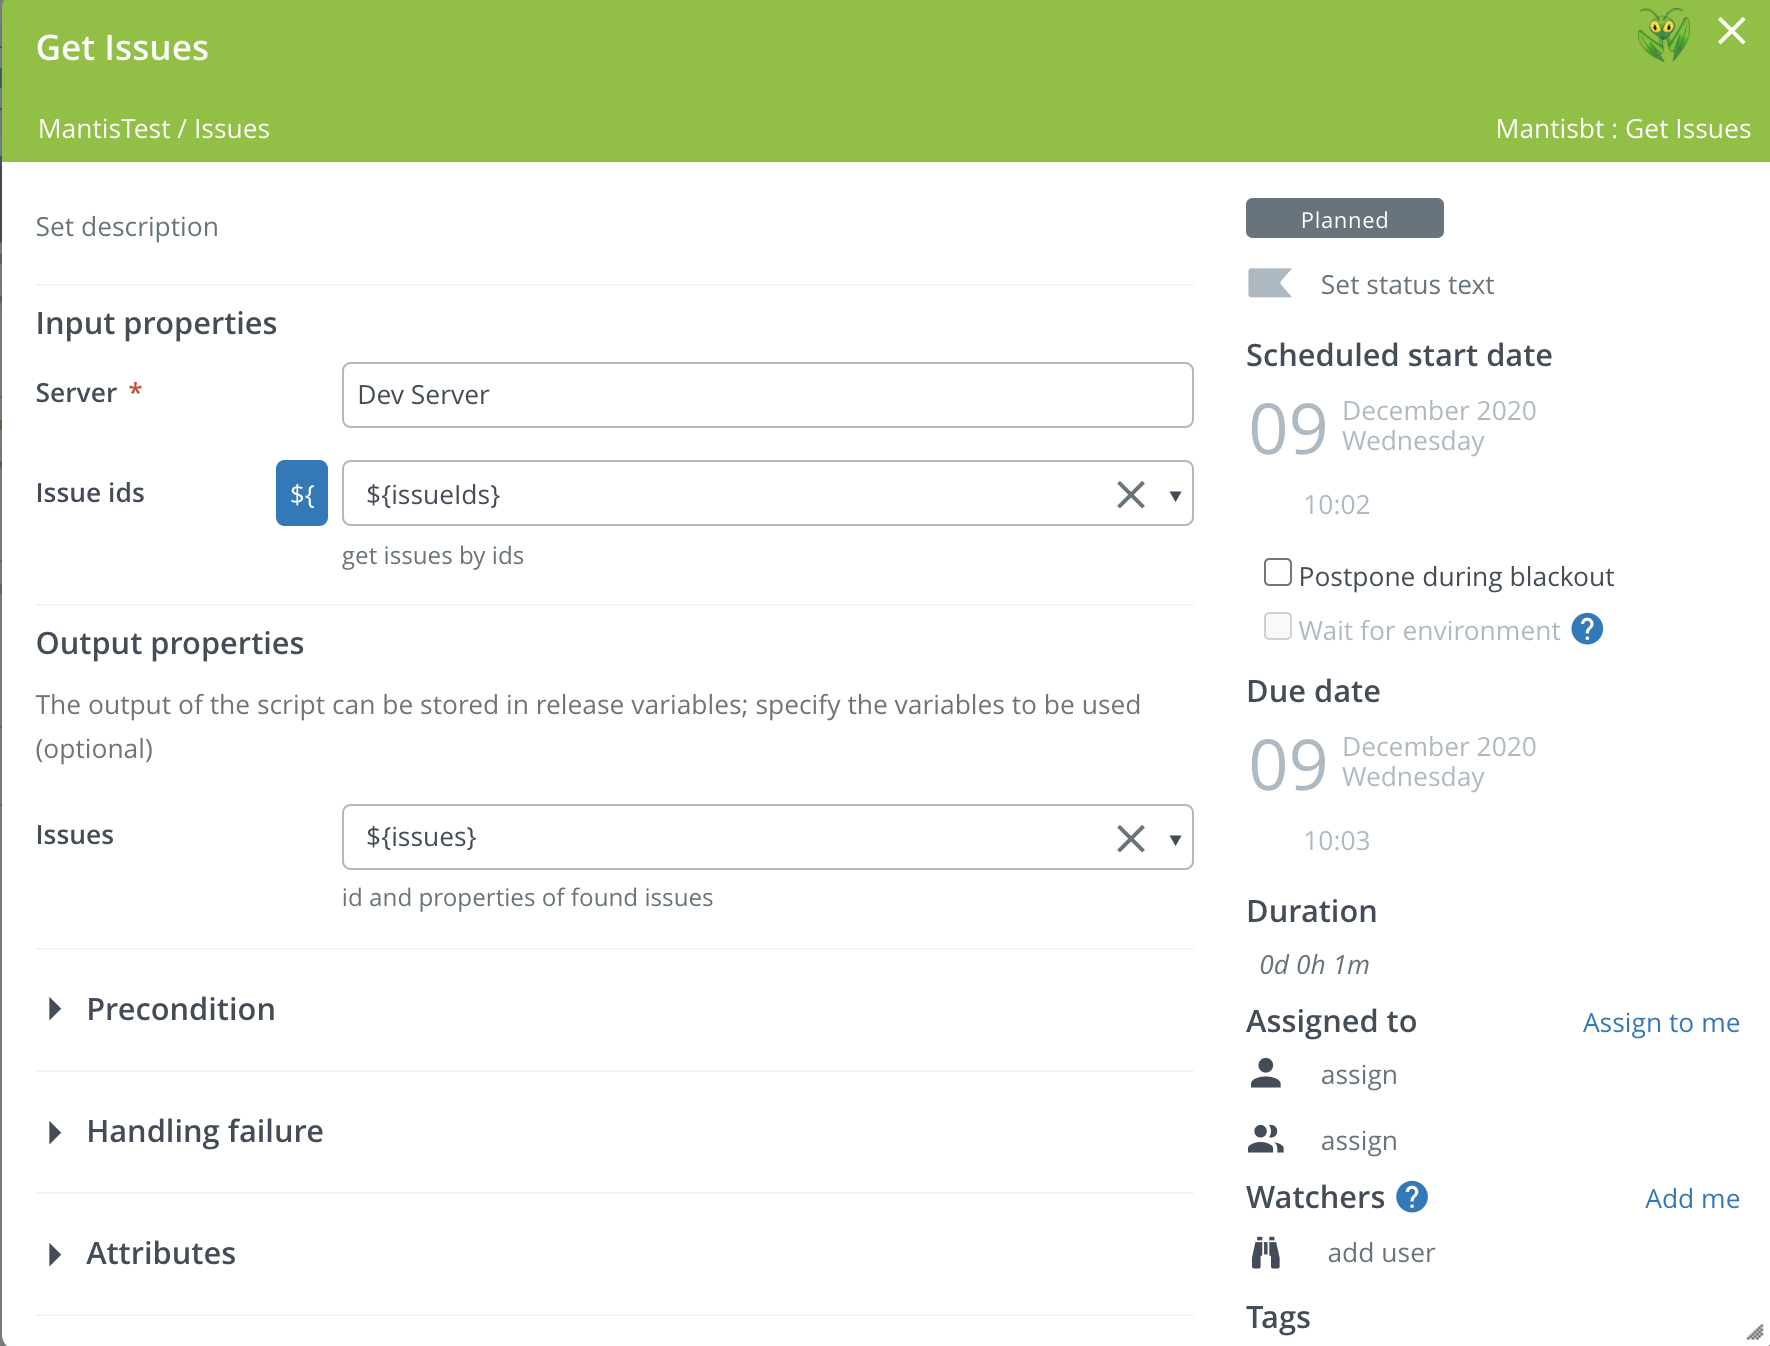 Get Issues
MantisTest / Issues
Mantisbt : Get Issues
Set description
Input properties
Server *
Dev Server
Issue ids
${
${issueIds}
get issues by ids
Output properties
The output of the script can be stored in release variables; specify the variables to be used
(optional)
Issues
${issues}
id and properties of found issues
Precondition
Handling failure
Attributes
Planned
Set status text
Scheduled start date
09
December 2020
Wednesday
10:02
Postpone during blackout
Wait for environment ?
Due date
09
December 2020
Wednesday
10:03
Duration
0d 0h 1m
Assigned to
Assign to me
assign
assign
Watchers ?
Add me
add user
Tags